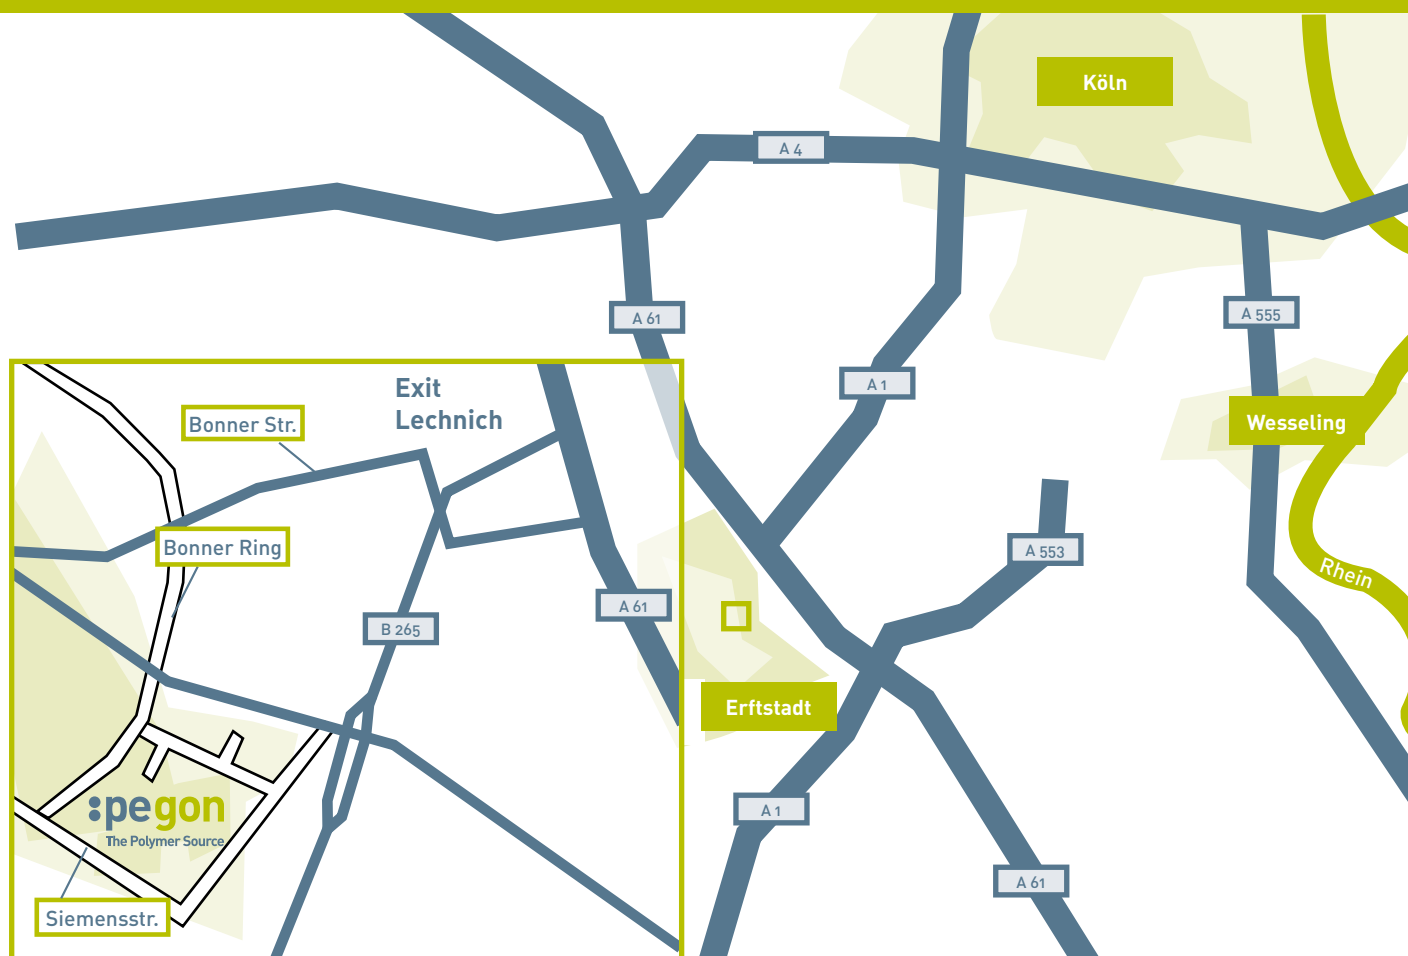 Köln
A 4
A 61
A 555
A 1
Wesseling
A 553
Rhein
Erftstadt
A 1
A 61
Exit
Lechnich
Bonner Str.
Bonner Ring
A 61
B 265
:pegon
The Polymer Source
Siemensstr.